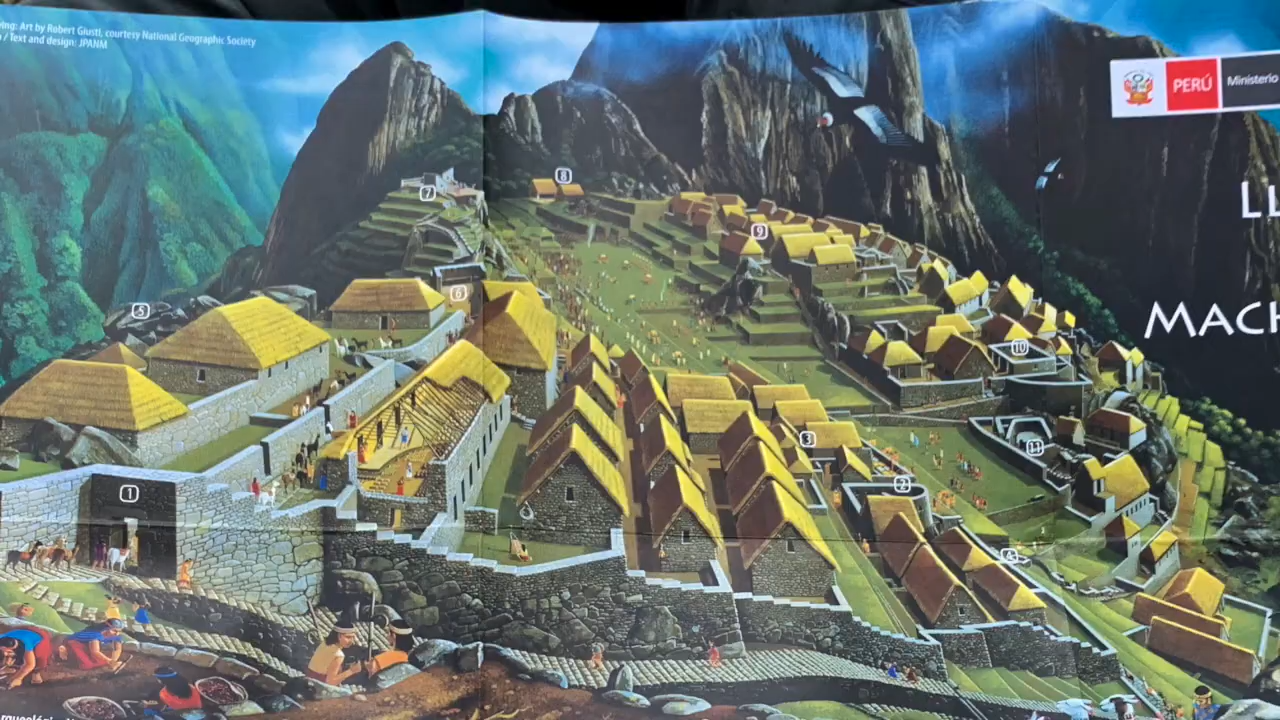 Art by Robert Giusti, courtesy National Geographic Society
/ Text and design: JPANM
PERÚ
Ministerio
MACH
1
2
3
4
5
6
7
8
9
10
11